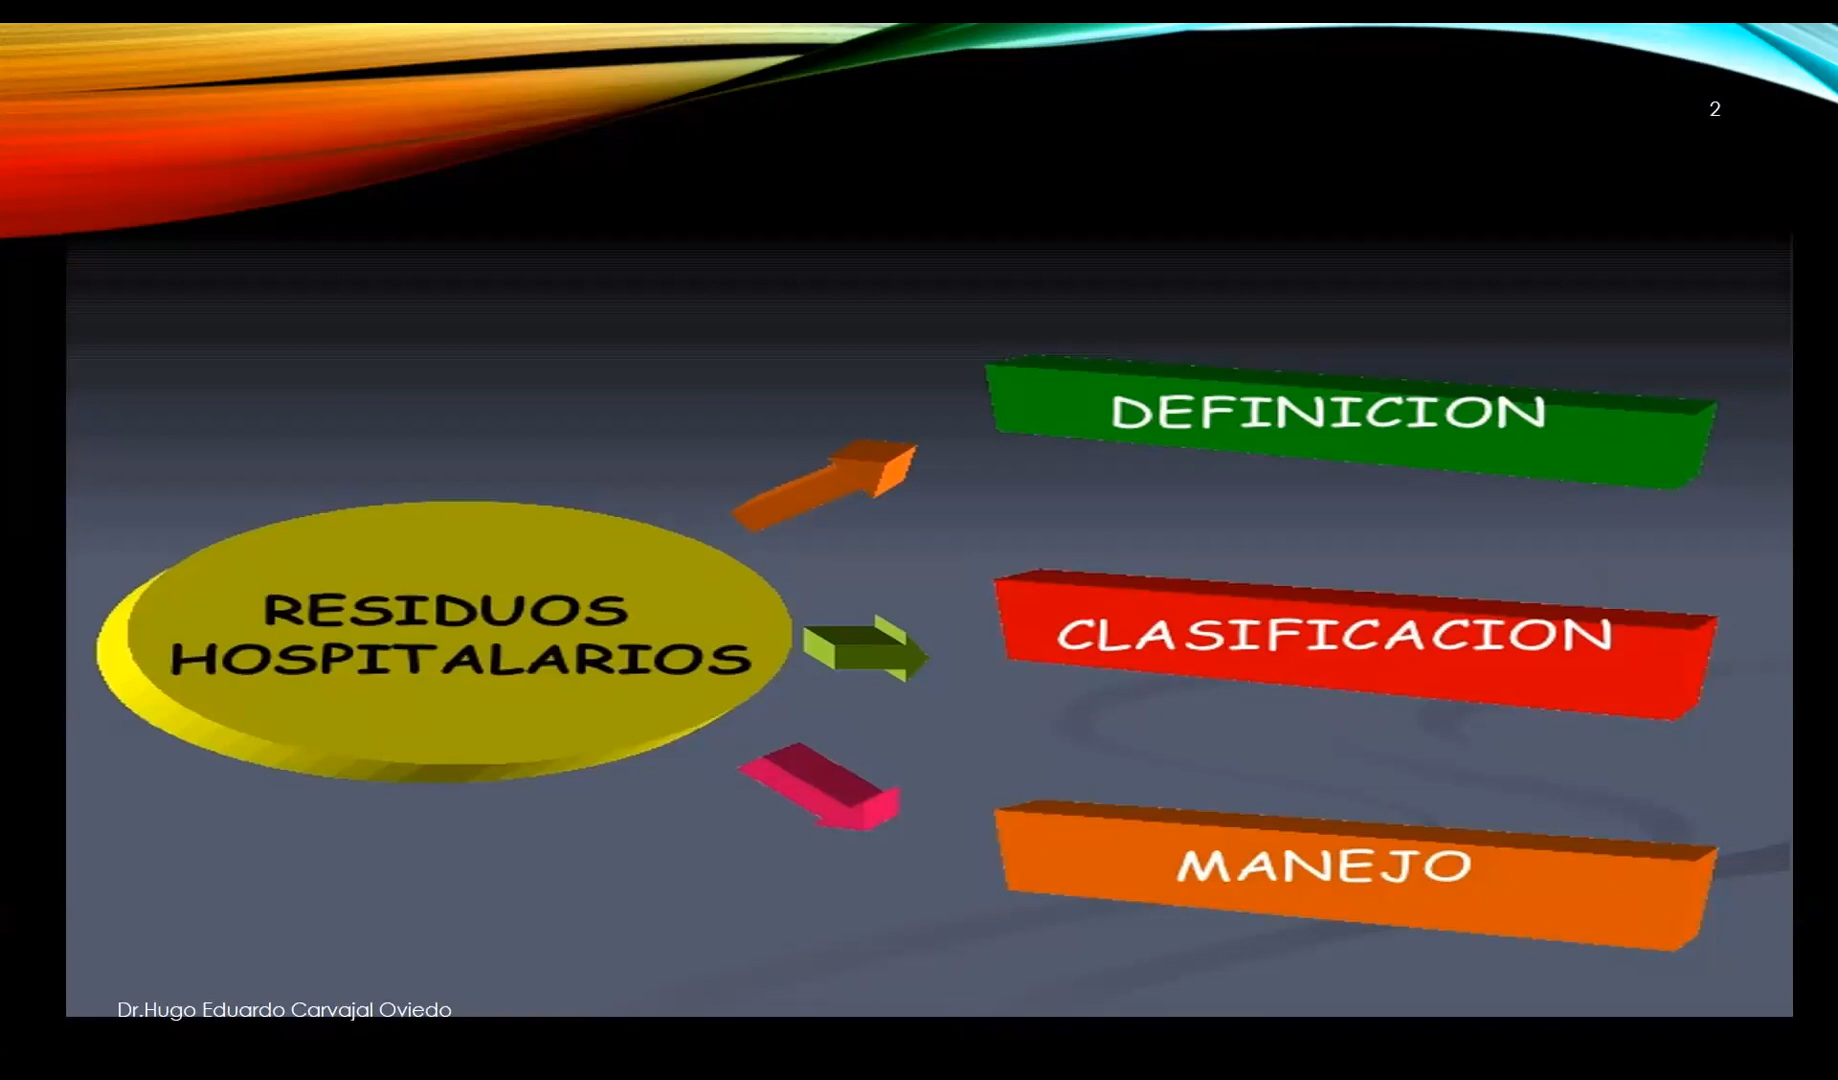 2
DEFINICION
RESIDUOS
HOSPITALARIOS
CLASIFICACION
MANEJO
Dr.Hugo Eduardo Carvajal Oviedo